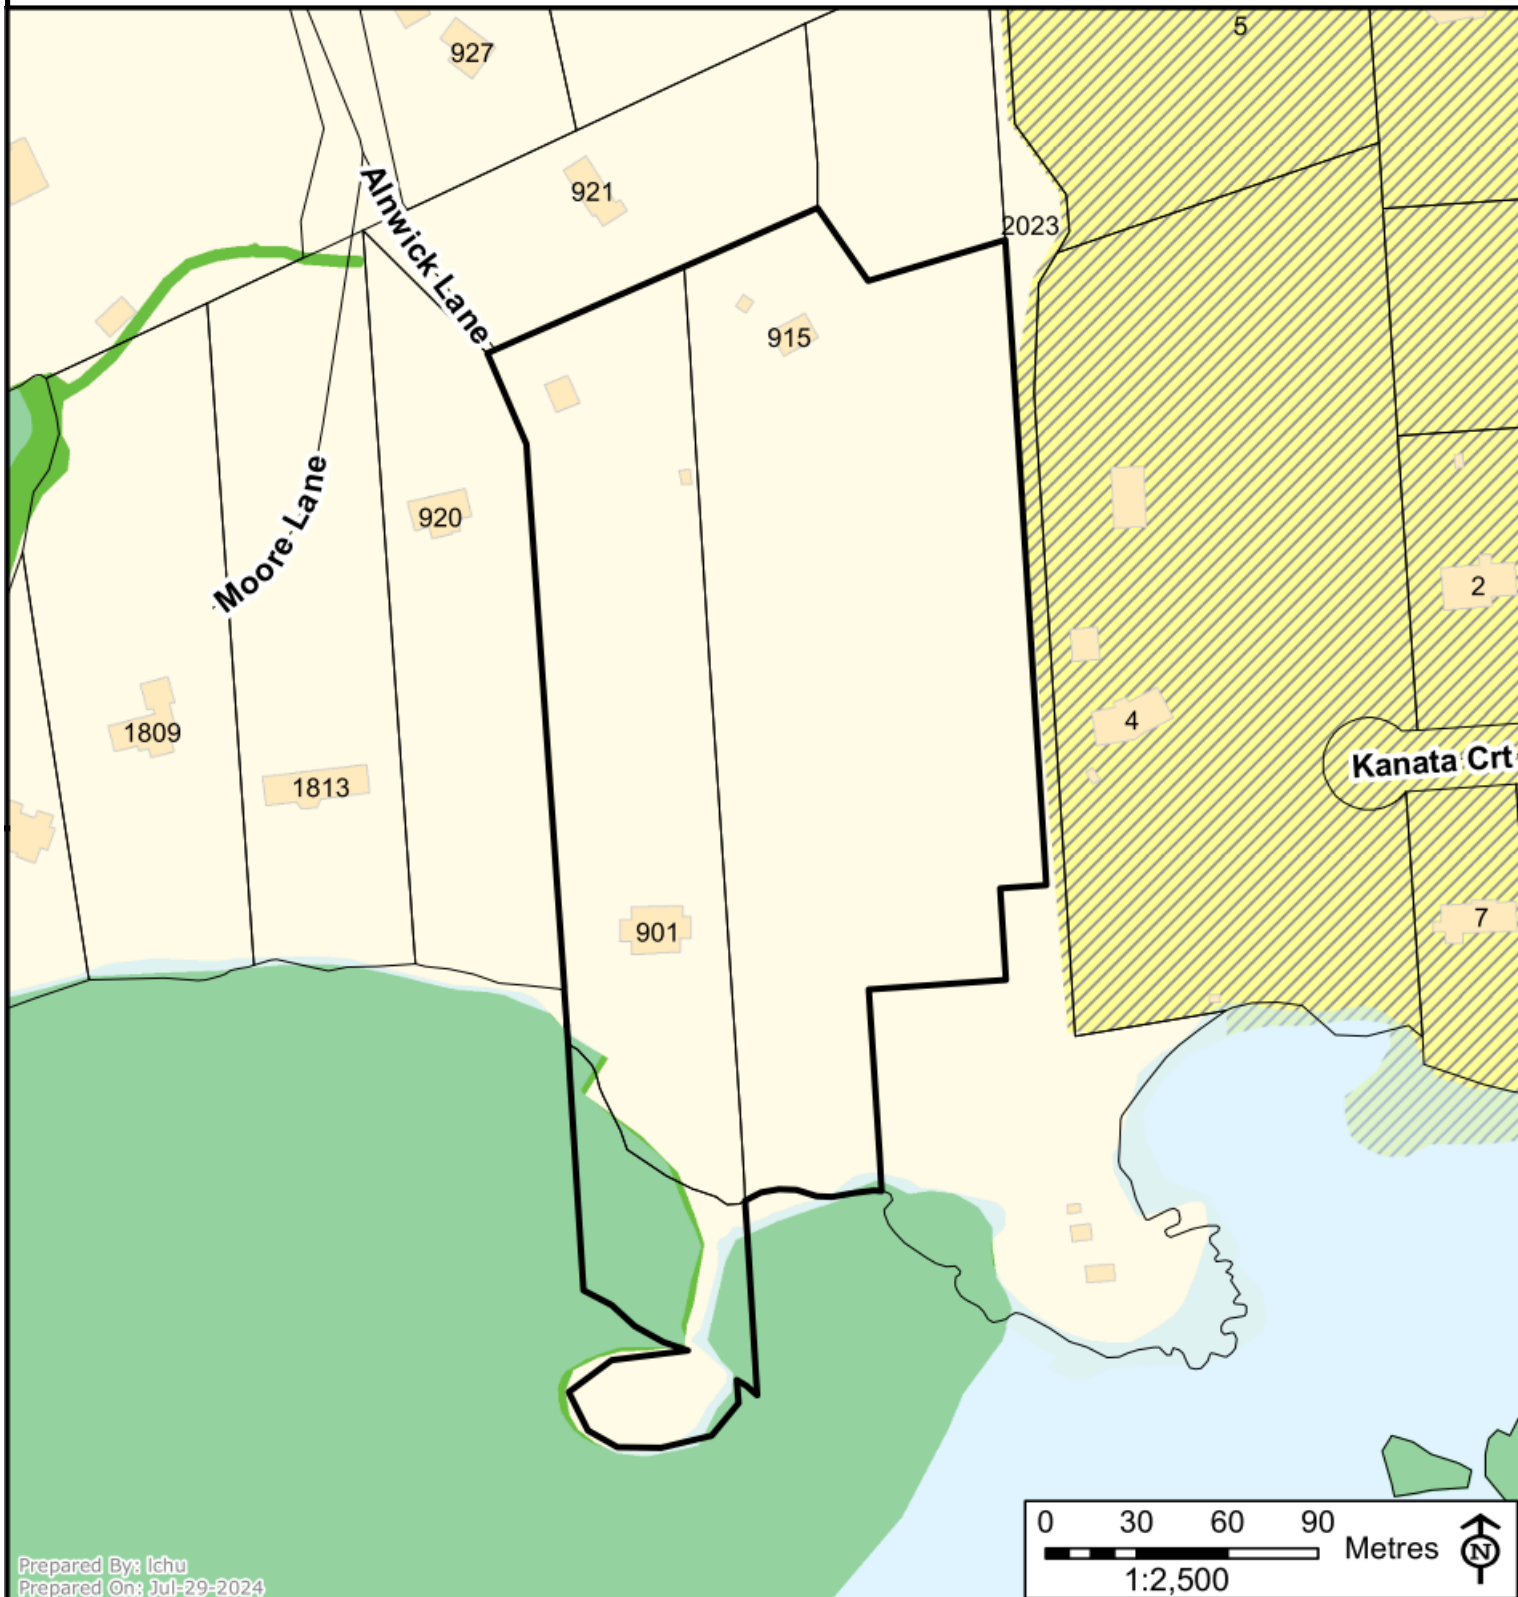 5
927
Alnwick Lane
921
2023
915
Moore Lane
920
2
1809
4
Kanata Crt
1813
901
7
0 30 60 90
Metres
N
1:2,500
Prepared By: lchu
Prepared On: Jul-29-2024